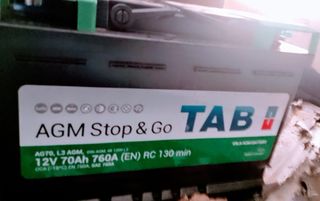 AGM Stop & Go
TAB
AG70, L3 AGM,
12V 70Ah 760A (EN) RC 130 min